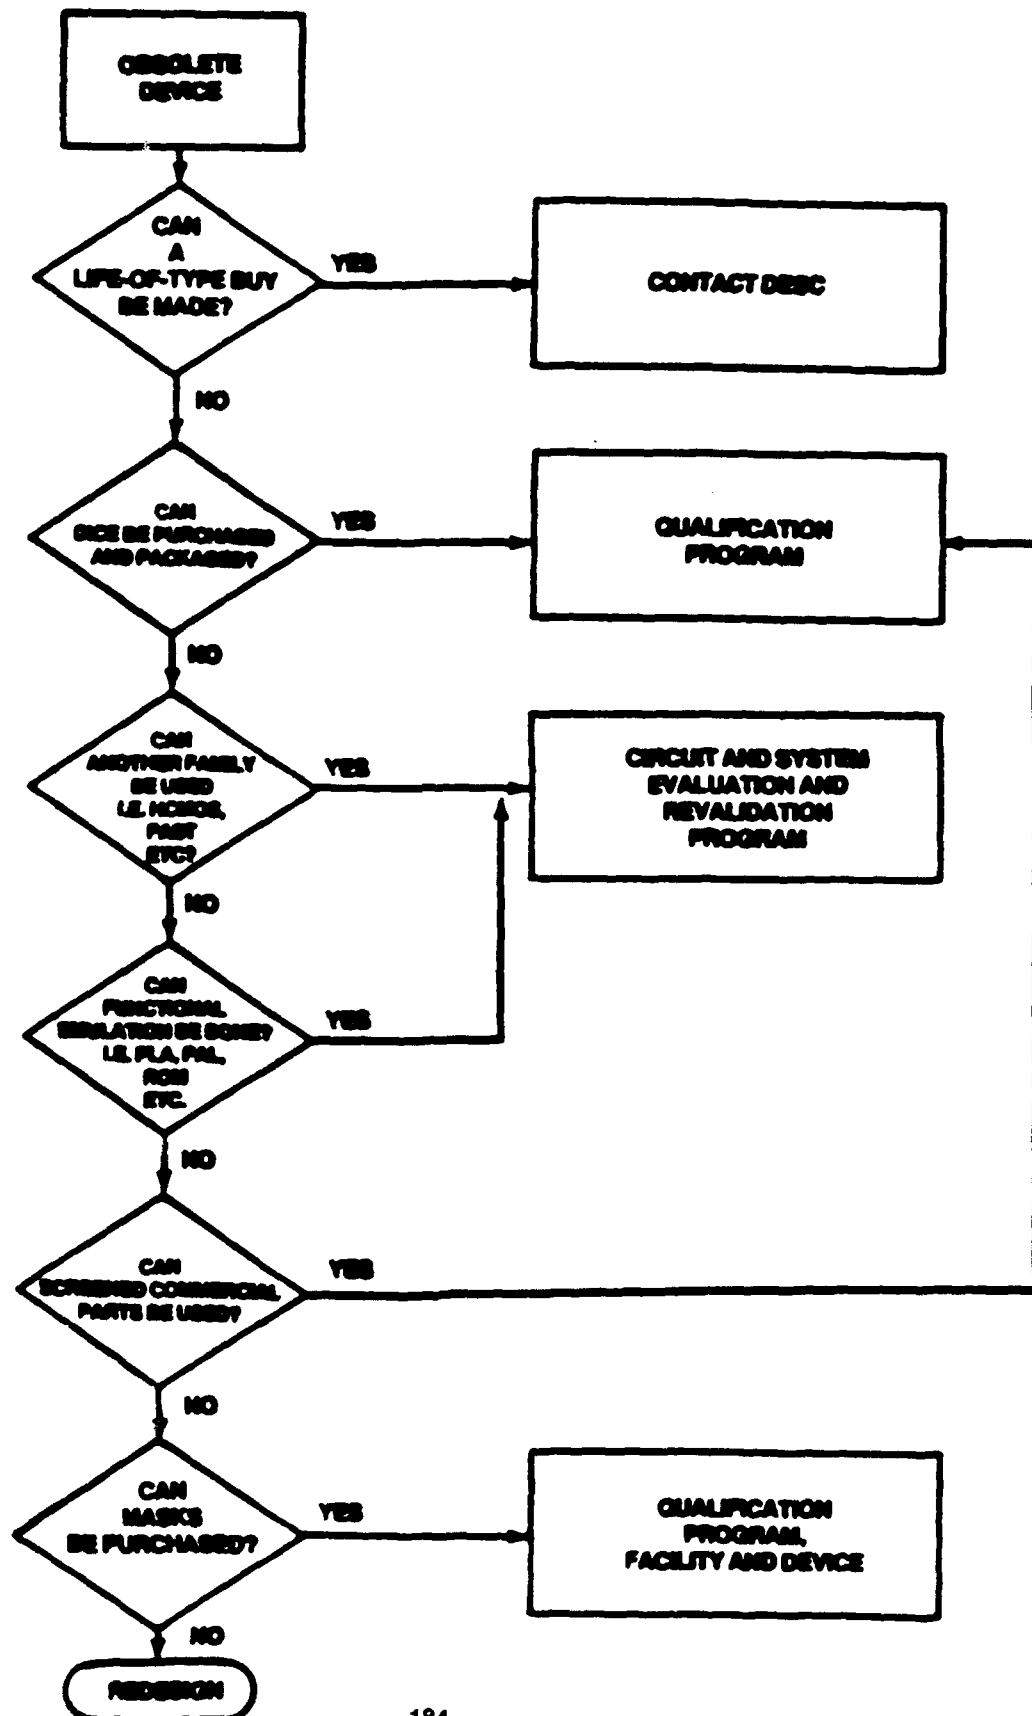 OBSOLETE
DEVICE
CAN
A
LIFE-OF-TYPE BUY
BE MADE?
YES
CONTACT DESC
NO
CAN
DICE BE PURCHASED
AND PACKAGED?
YES
QUALIFICATION
PROGRAM
NO
CAN
ANOTHER FAMILY
BE USED
I.E. HCMOS,
FAST
ETC?
YES
CIRCUIT AND SYSTEM
EVALUATION AND
REVALIDATION
PROGRAM
NO
CAN
FUNCTIONAL
EMULATION BE DONE?
I.E. PLA, PAL,
ROM
ETC.
YES
NO
CAN
SCREENED COMMERCIAL
PARTS BE USED?
YES
NO
CAN
MASKS
BE PURCHASED?
YES
QUALIFICATION
PROGRAM,
FACILITY AND DEVICE
NO
REDESIGN
184